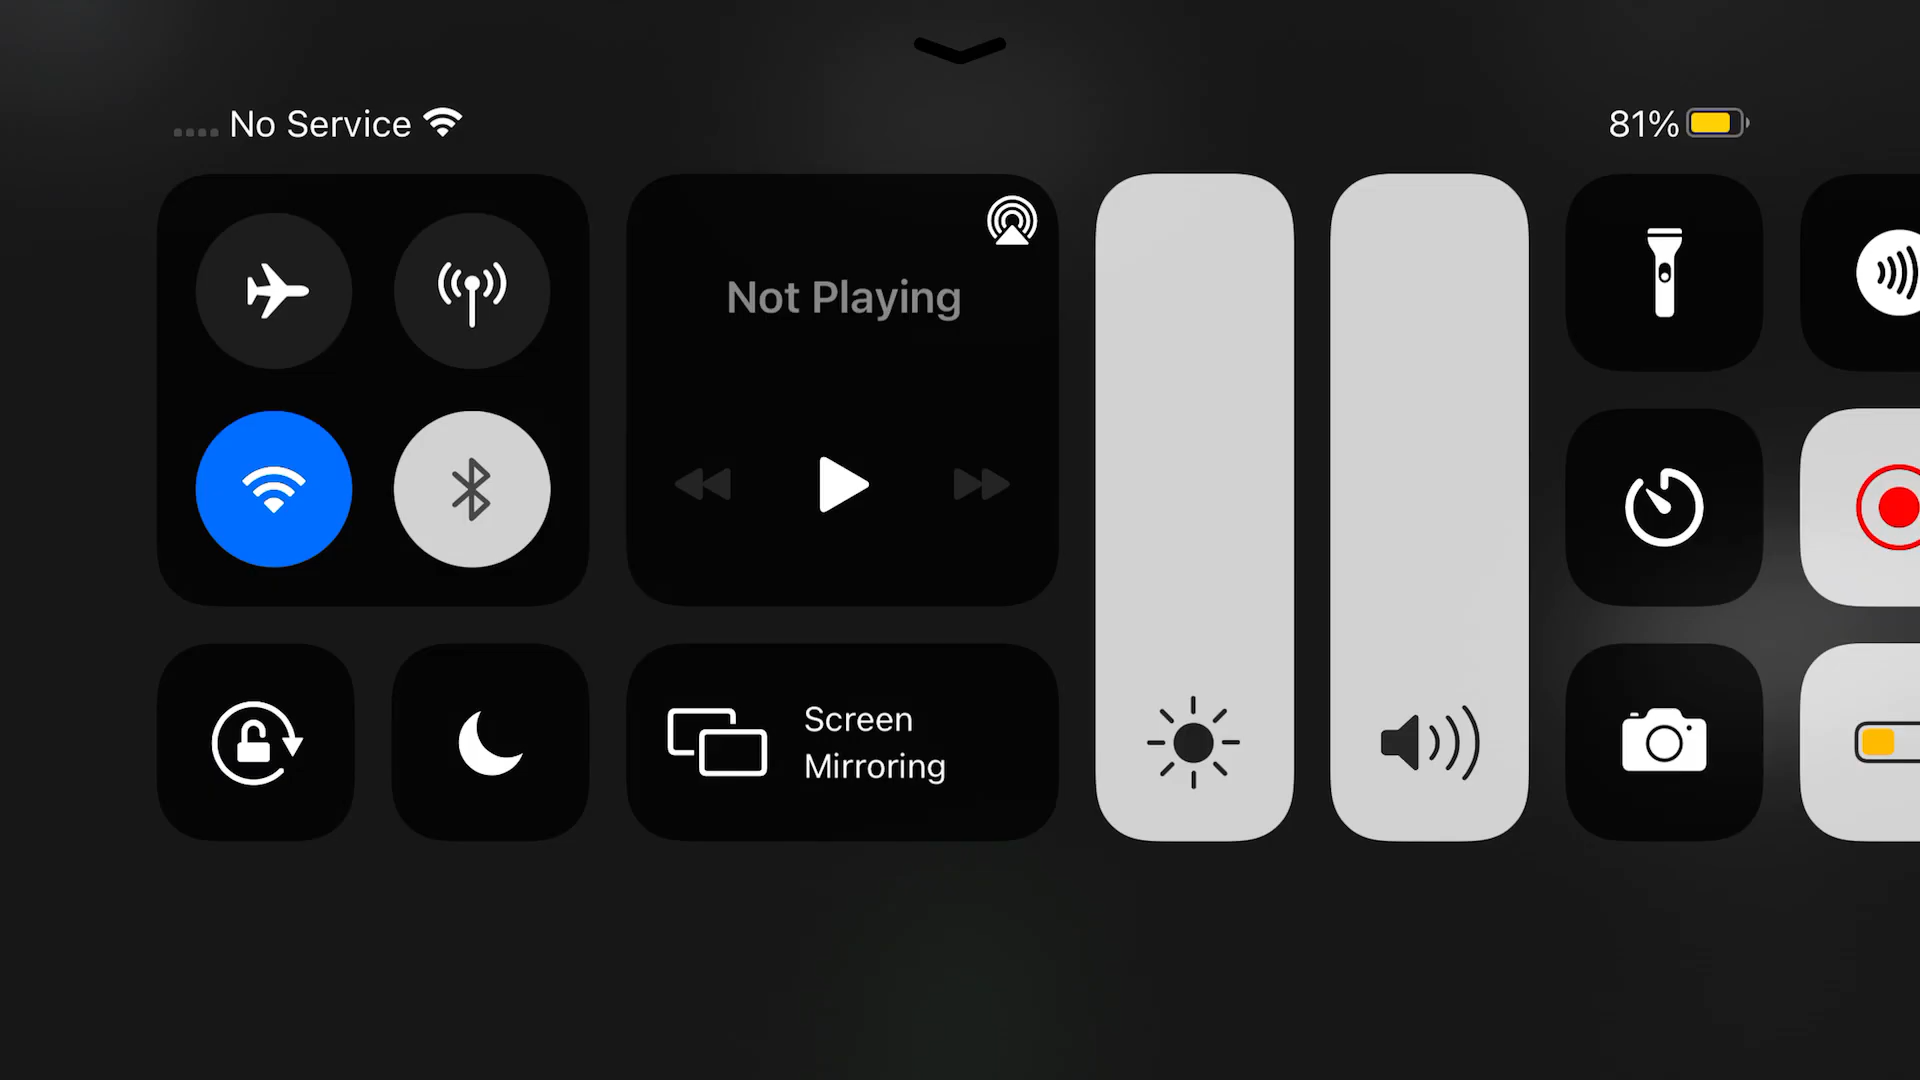 No Service
81%
Not Playing
Screen
Mirroring